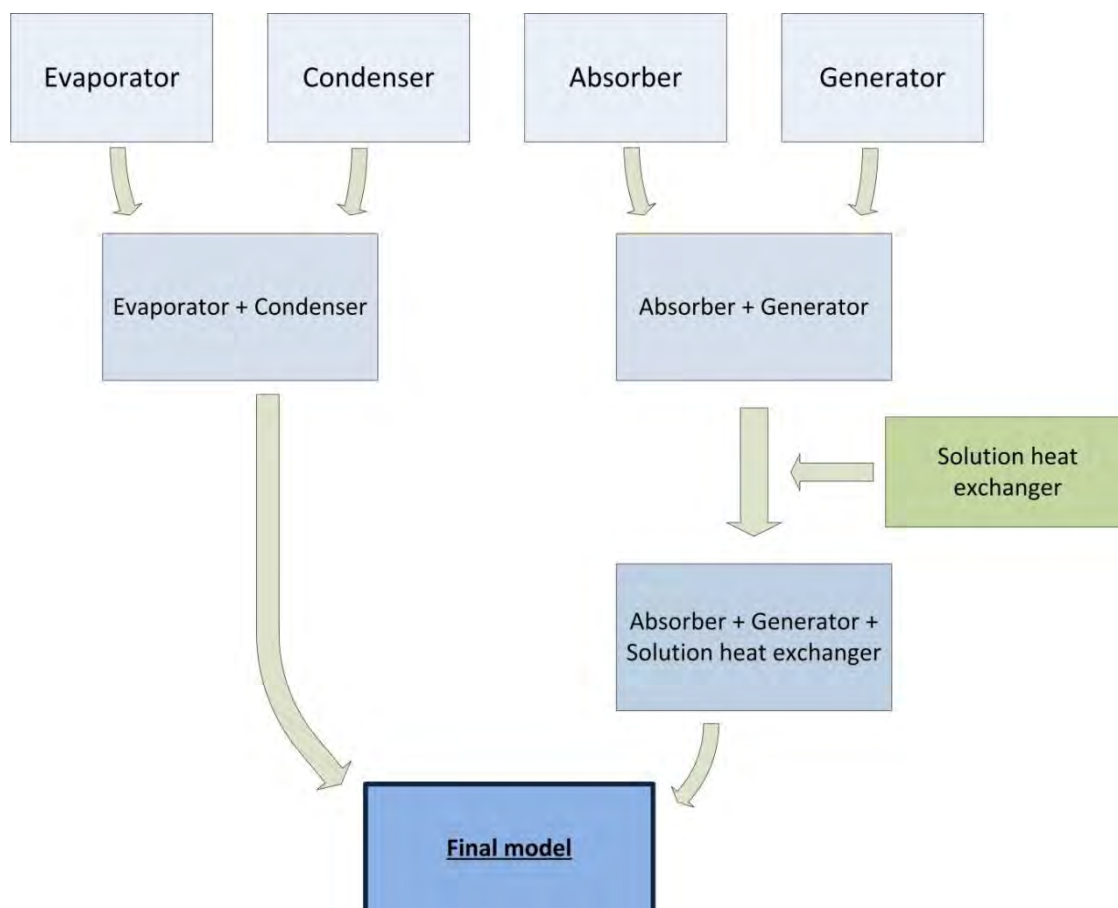 Evaporator
Condenser
Absorber
Generator
Evaporator + Condenser
Absorber + Generator
Solution heat
exchanger
Absorber + Generator +
Solution heat exchanger
Final model